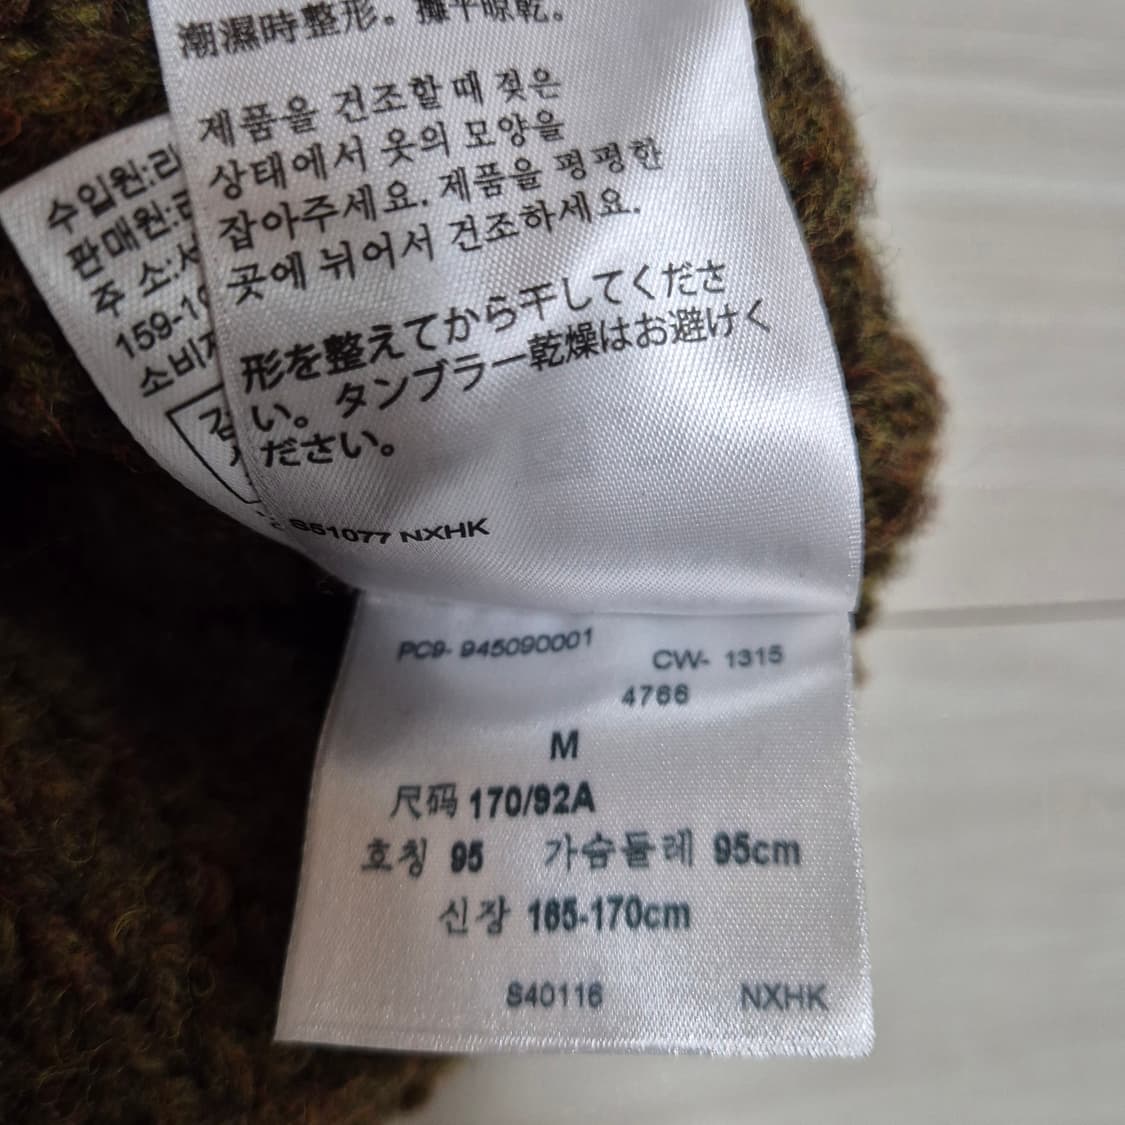 潮濕時整形。攤平晾乾。
제품을 건조할 때 젖은
상태에서 옷의 모양을
잡아주세요. 제품을 평평한
곳에 뉘어서 건조하세요.
形を整えてから干してくださ
い。タンブラー乾燥はお避けく
ださい。
수입원:
판매원:
주 소:
159-1
소비자
S51077 NXHK
PC9- 945090001
CW- 1315
4766
M
尺码 170/92A
호칭 95 가슴둘레 95cm
신장 165-170cm
S40116 NXHK